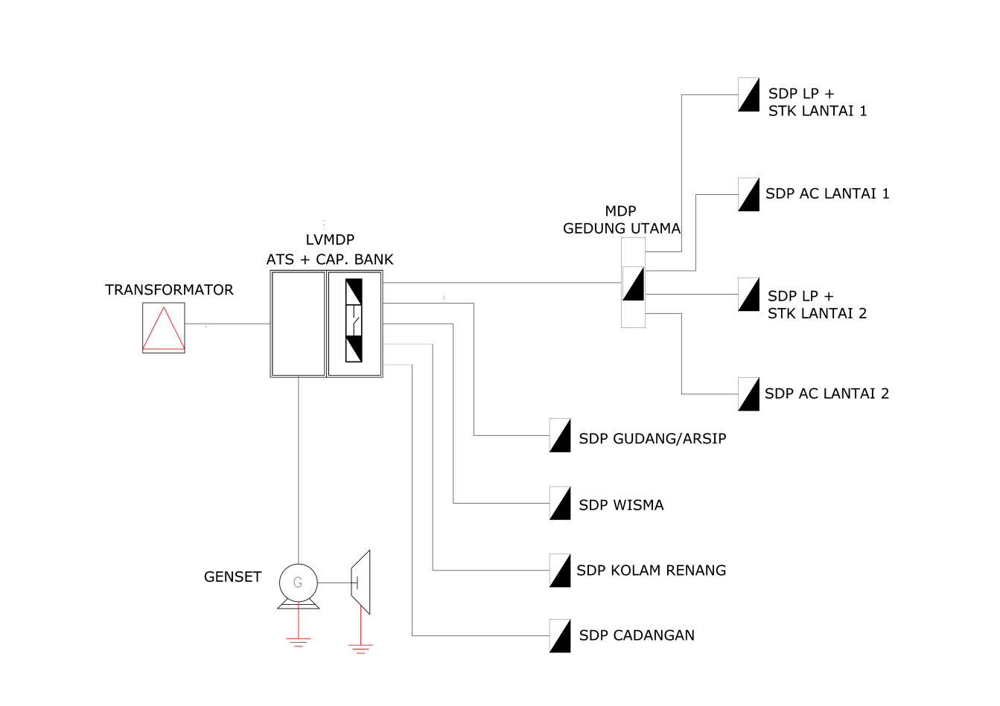 SDP LP +
STK LANTAI 1
SDP AC LANTAI 1
MDP
GEDUNG UTAMA
LVMDP
ATS + CAP. BANK
TRANSFORMATOR
SDP LP +
STK LANTAI 2
SDP AC LANTAI 2
SDP GUDANG/ARSIP
SDP WISMA
GENSET
G
SDP KOLAM RENANG
SDP CADANGAN